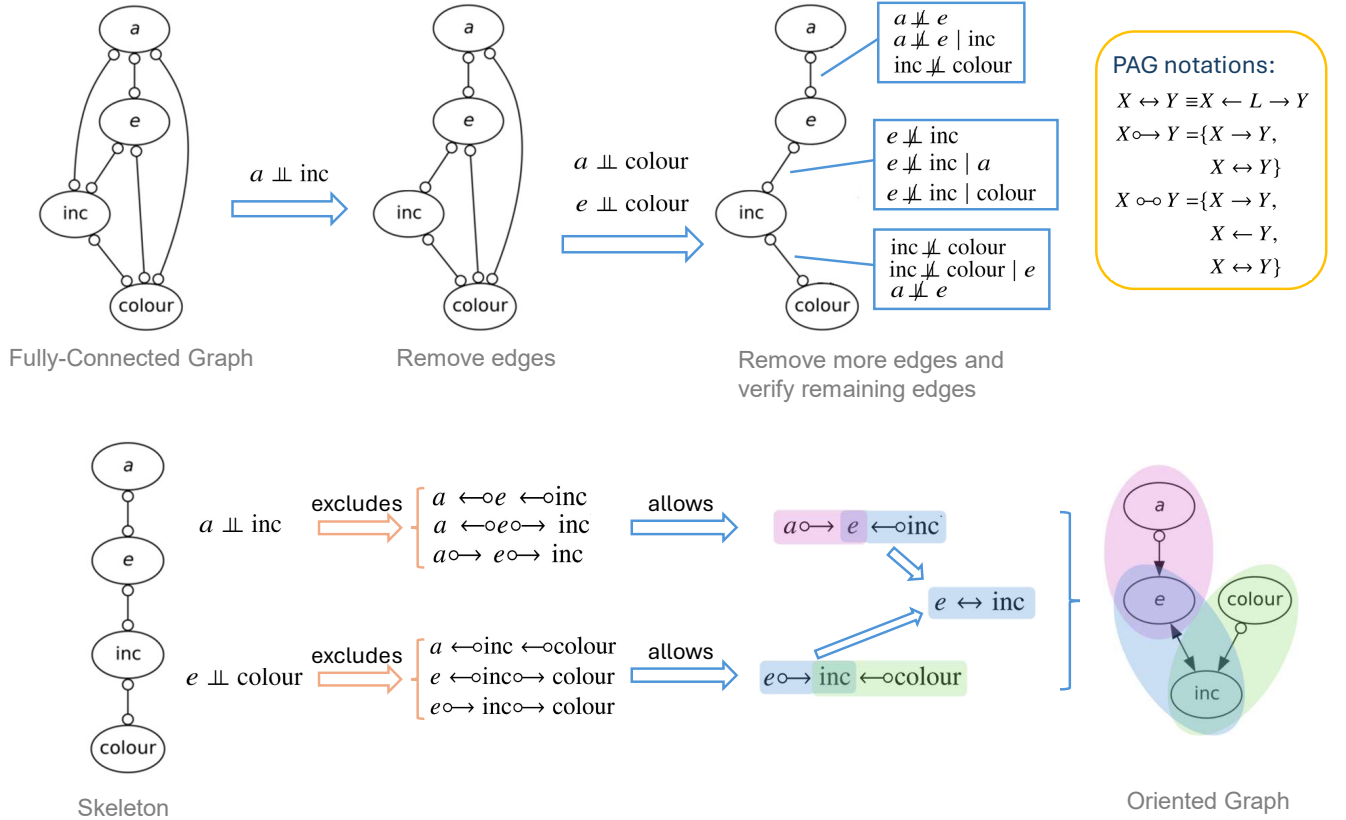 a
e
inc
colour
Fully-Connected Graph
a ⫫ inc
a
e
inc
colour
Remove edges
a ⫫ colour
e ⫫ colour
a
e
inc
colour
Remove more edges and
verify remaining edges
a ⫫̸ e
a ⫫̸ e | inc
inc ⫫̸ colour
e ⫫̸ inc
e ⫫̸ inc | a
e ⫫̸ inc | colour
inc ⫫̸ colour
inc ⫫̸ colour | e
a ⫫̸ e
PAG notations:
X ↔ Y ≡X ← L → Y
X○→ Y ={X → Y,
X ↔ Y}
X ○–○ Y ={X → Y,
X ← Y,
X ↔ Y}
a
e
inc
colour
Skeleton
a ⫫ inc
excludes
a ←○e ←○inc
a ←○e○→ inc
a○→ e○→ inc
allows
a○→ e ←○inc
e ↔ inc
e ⫫ colour
excludes
a ←○inc ←○colour
e ←○inc○→ colour
e○→ inc○→ colour
allows
e○→ inc ←○colour
a
e
colour
inc
Oriented Graph